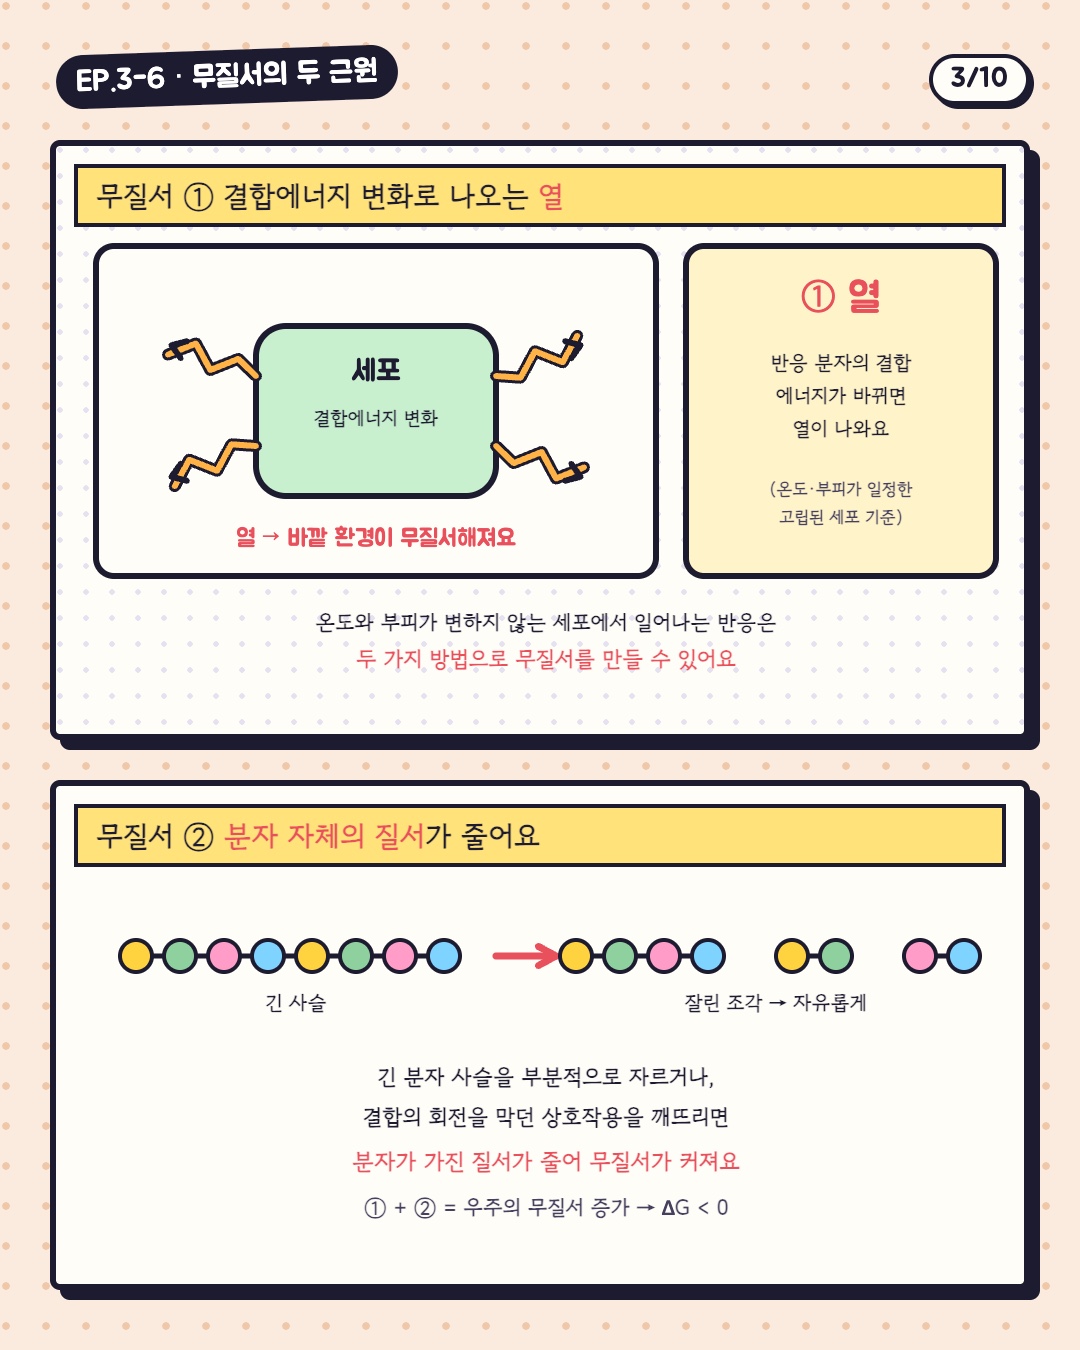 EP.3-6 · 무질서의 두 근원
3/10
무질서 ① 결합에너지 변화로 나오는 열
세포
결합에너지 변화
열 → 바깥 환경이 무질서해져요
① 열
반응 분자의 결합
에너지가 바뀌면
열이 나와요
(온도·부피가 일정한
고립된 세포 기준)
온도와 부피가 변하지 않는 세포에서 일어나는 반응은
두 가지 방법으로 무질서를 만들 수 있어요
무질서 ② 분자 자체의 질서가 줄어요
긴 사슬
잘린 조각 → 자유롭게
긴 분자 사슬을 부분적으로 자르거나,
결합의 회전을 막던 상호작용을 깨뜨리면
분자가 가진 질서가 줄어 무질서가 커져요
① + ② = 우주의 무질서 증가 → ΔG < 0